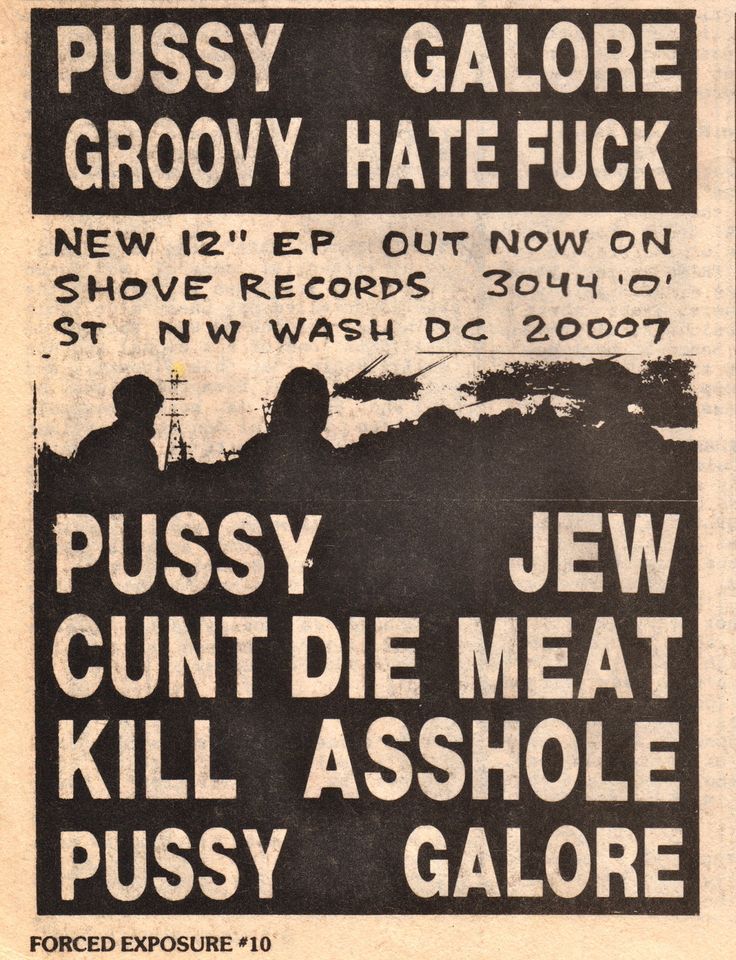 PUSSY GALORE
GROOVY HATE FUCK
NEW 12" EP OUT NOW ON
SHOVE RECORDS 3044 'O'
ST NW WASH DC 20007
PUSSY JEW
CUNT DIE MEAT
KILL ASSHOLE
PUSSY GALORE
FORCED EXPOSURE #10